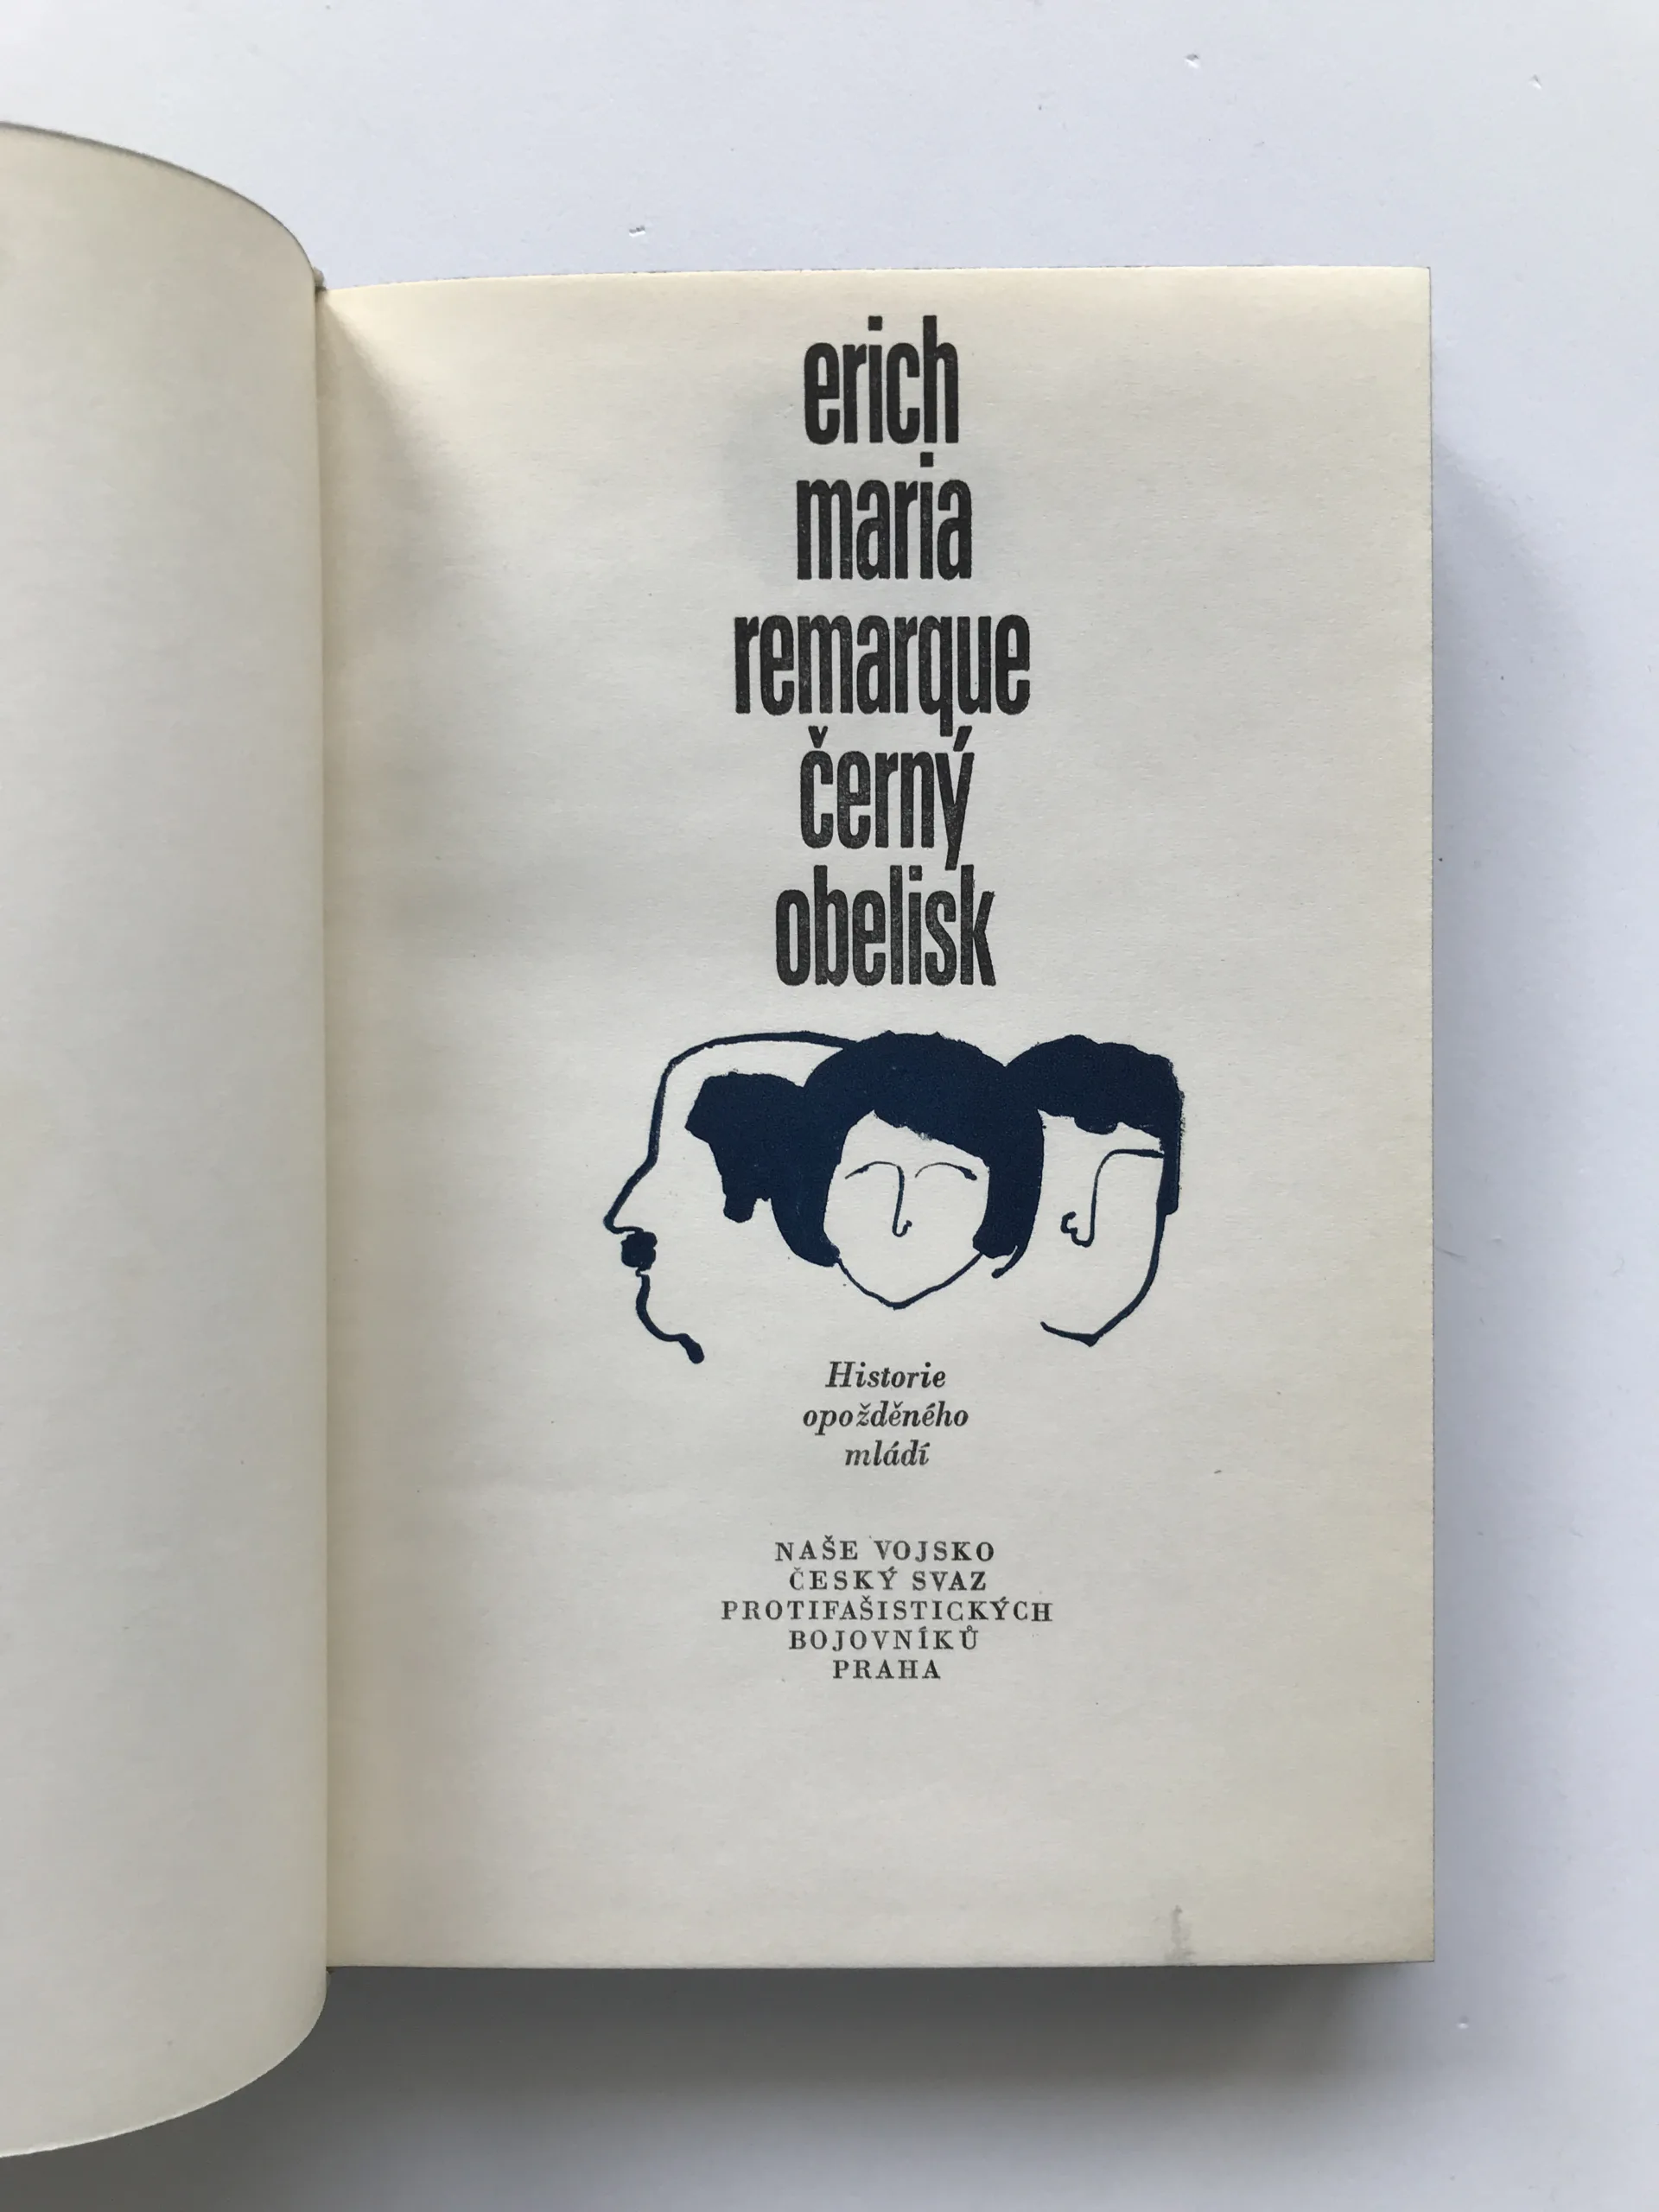 erich
maria
remarque
černý
obelisk
Historie
opožděného
mládí
NAŠE VOJSKO
ČESKÝ SVAZ
PROTIFAŠISTICKÝCH
BOJOVNÍKŮ
PRAHA